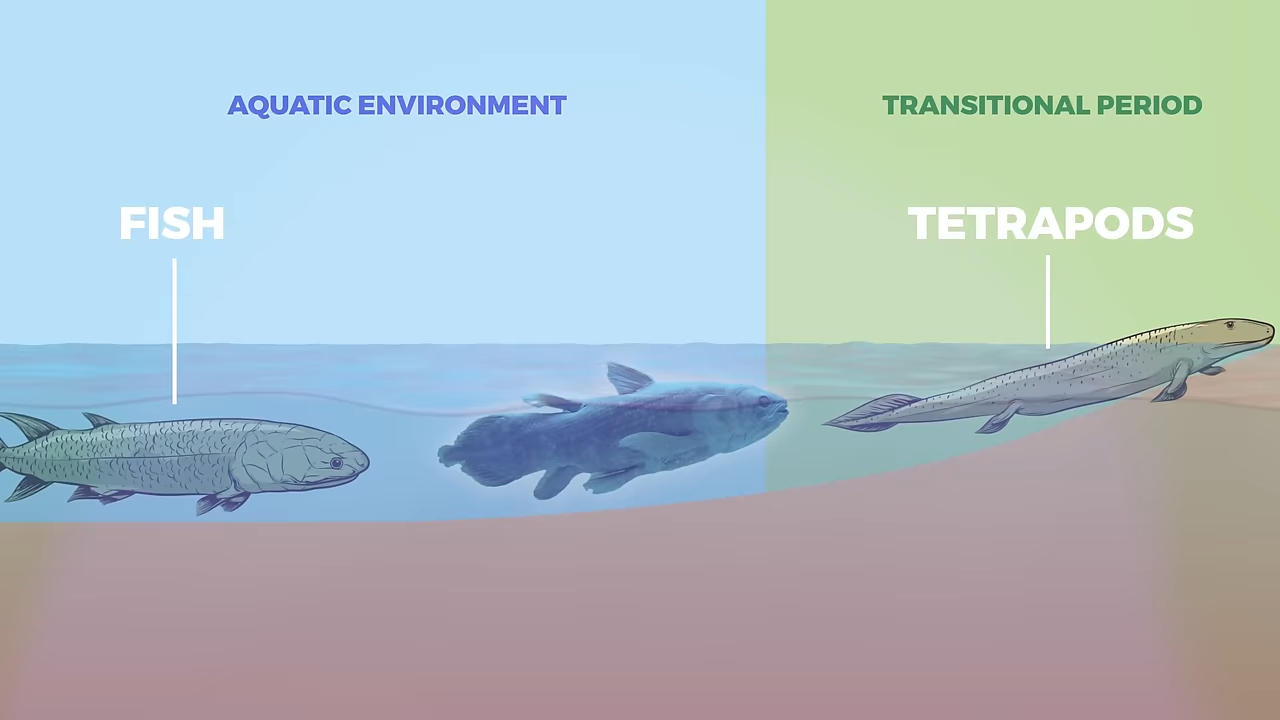 AQUATIC ENVIRONMENT
TRANSITIONAL PERIOD
FISH
TETRAPODS